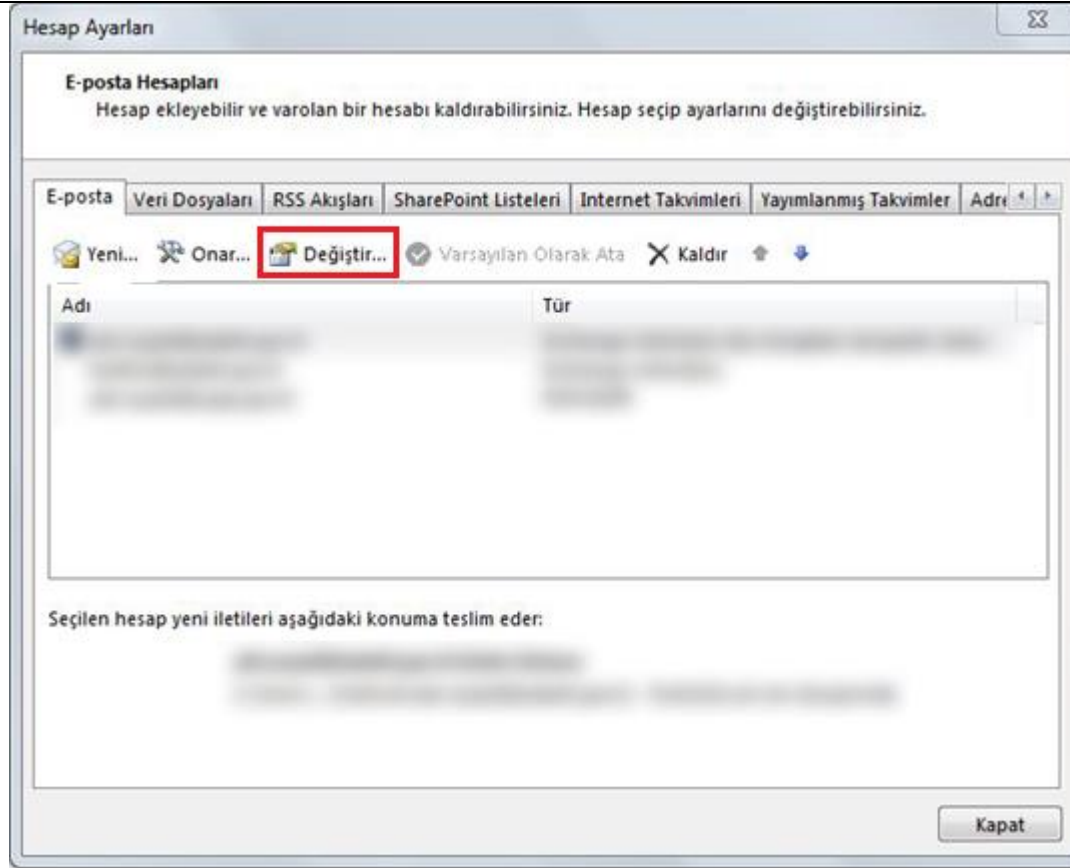 Hesap Ayarları
E-posta Hesapları
Hesap ekleyebilir ve varolan bir hesabı kaldırabilirsiniz. Hesap seçip ayarlarını değiştirebilirsiniz.
E-posta Veri Dosyaları RSS Akışları SharePoint Listeleri Internet Takvimleri Yayımlanmış Takvimler
Yeni... Onar... Değiştir... Varsayılan Olarak Ata Kaldır
Adı Tür
Seçilen hesap yeni iletileri aşağıdaki konuma teslim eder:
Kapat